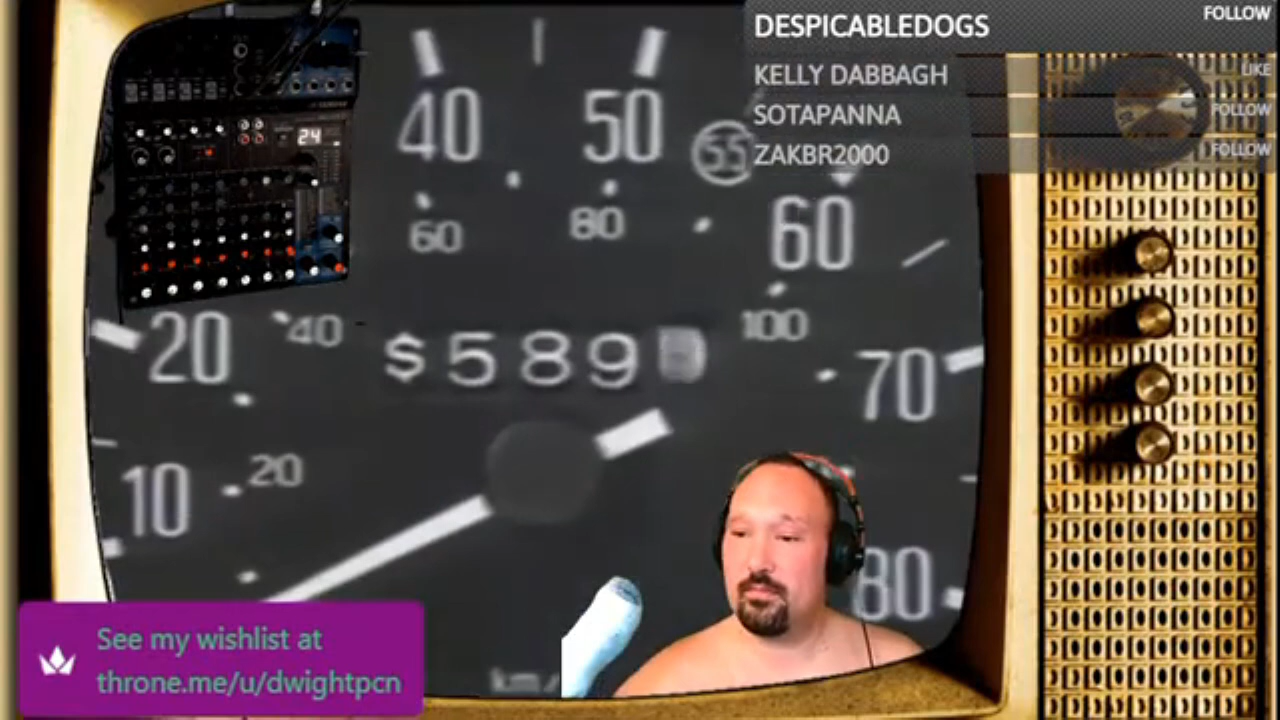 DESPICABLEDOGS FOLLOW
KELLY DABBAGH LIKE
SOTAPANNA FOLLOW
ZAKBR2000 FOLLOW
24
40 50 55
60 80 60
20 40 100
$589
70
10 20
80
km/
See my wishlist at
throne.me/u/dwightpcn